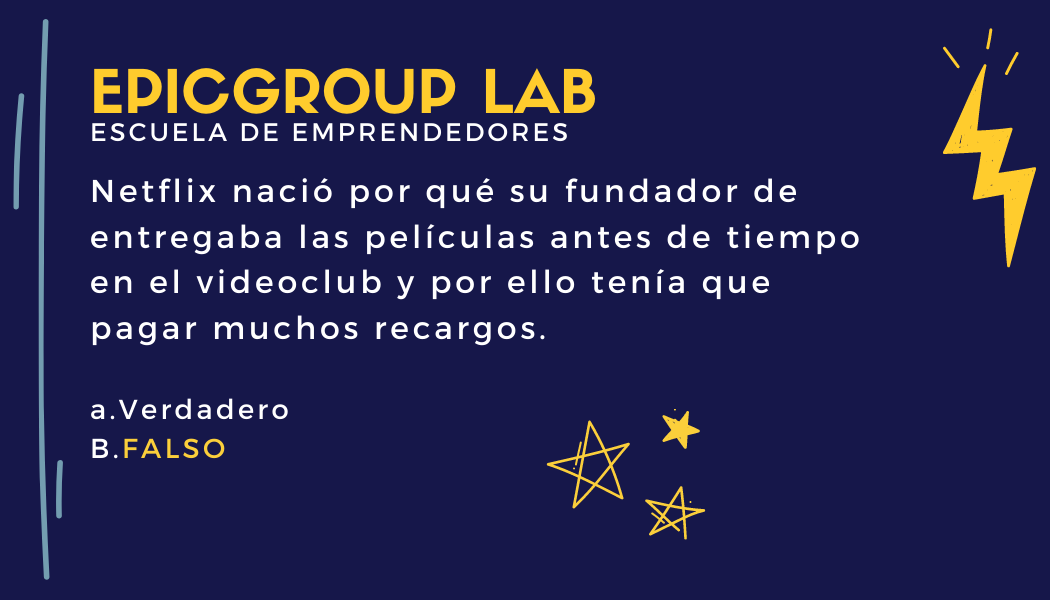 EPICGROUP LAB
ESCUELA DE EMPRENDEDORES
Netflix nació por qué su fundador de
entregaba las películas antes de tiempo
en el videoclub y por ello tenía que
pagar muchos recargos.
a.Verdadero
B.FALSO